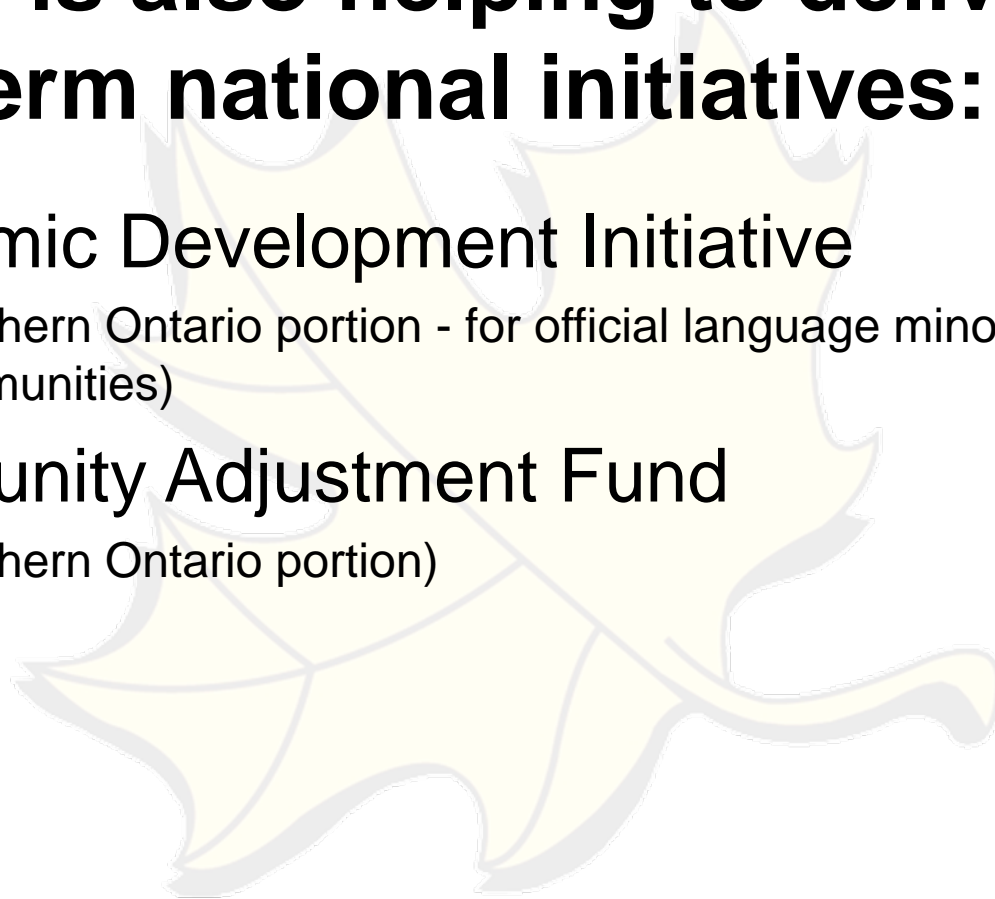 is also helping to deliv
erm national initiatives:
mic Development Initiative
hern Ontario portion - for official language mino
munities)
unity Adjustment Fund
hern Ontario portion)